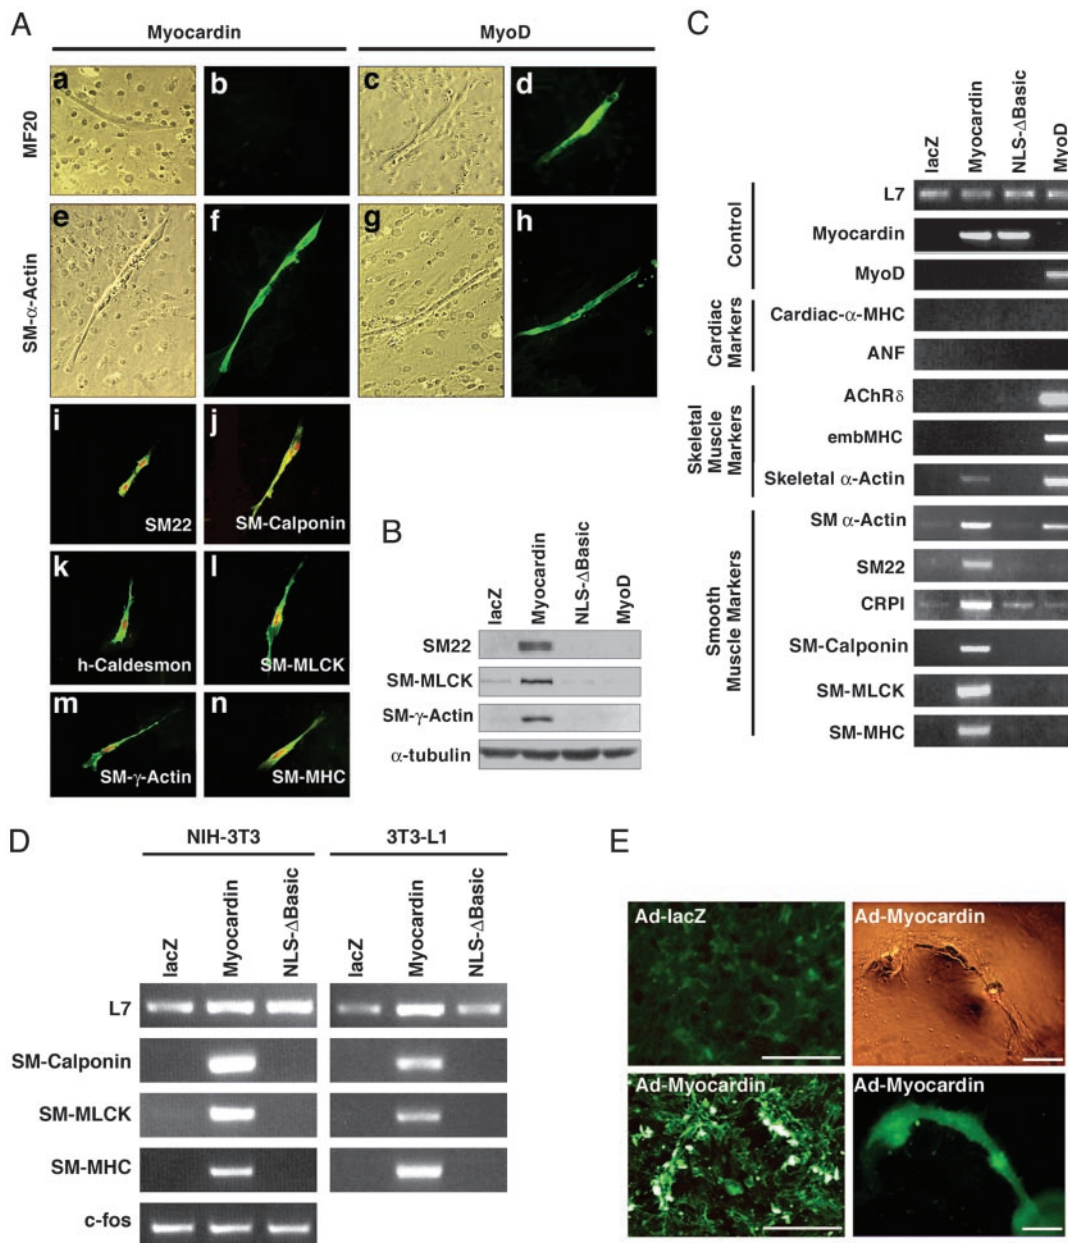 A
Myocardin
MyoD
MF20
a
b
c
d
SM-α-Actin
e
f
g
h
i
SM22
j
SM-Calponin
k
h-Caldesmon
l
SM-MLCK
m
SM-γ-Actin
n
SM-MHC
B
lacZ
Myocardin
NLS-ΔBasic
MyoD
SM22
SM-MLCK
SM-γ-Actin
α-tubulin
C
lacZ
Myocardin
NLS-ΔBasic
MyoD
Control
L7
Myocardin
MyoD
Cardiac
Markers
Cardiac-α-MHC
ANF
Skeletal
Muscle
Markers
AChRδ
embMHC
Skeletal α-Actin
Smooth
Muscle Markers
SM α-Actin
SM22
CRPI
SM-Calponin
SM-MLCK
SM-MHC
D
NIH-3T3
3T3-L1
lacZ
Myocardin
NLS-ΔBasic
lacZ
Myocardin
NLS-ΔBasic
L7
SM-Calponin
SM-MLCK
SM-MHC
c-fos
E
Ad-lacZ
Ad-Myocardin
Ad-Myocardin
Ad-Myocardin